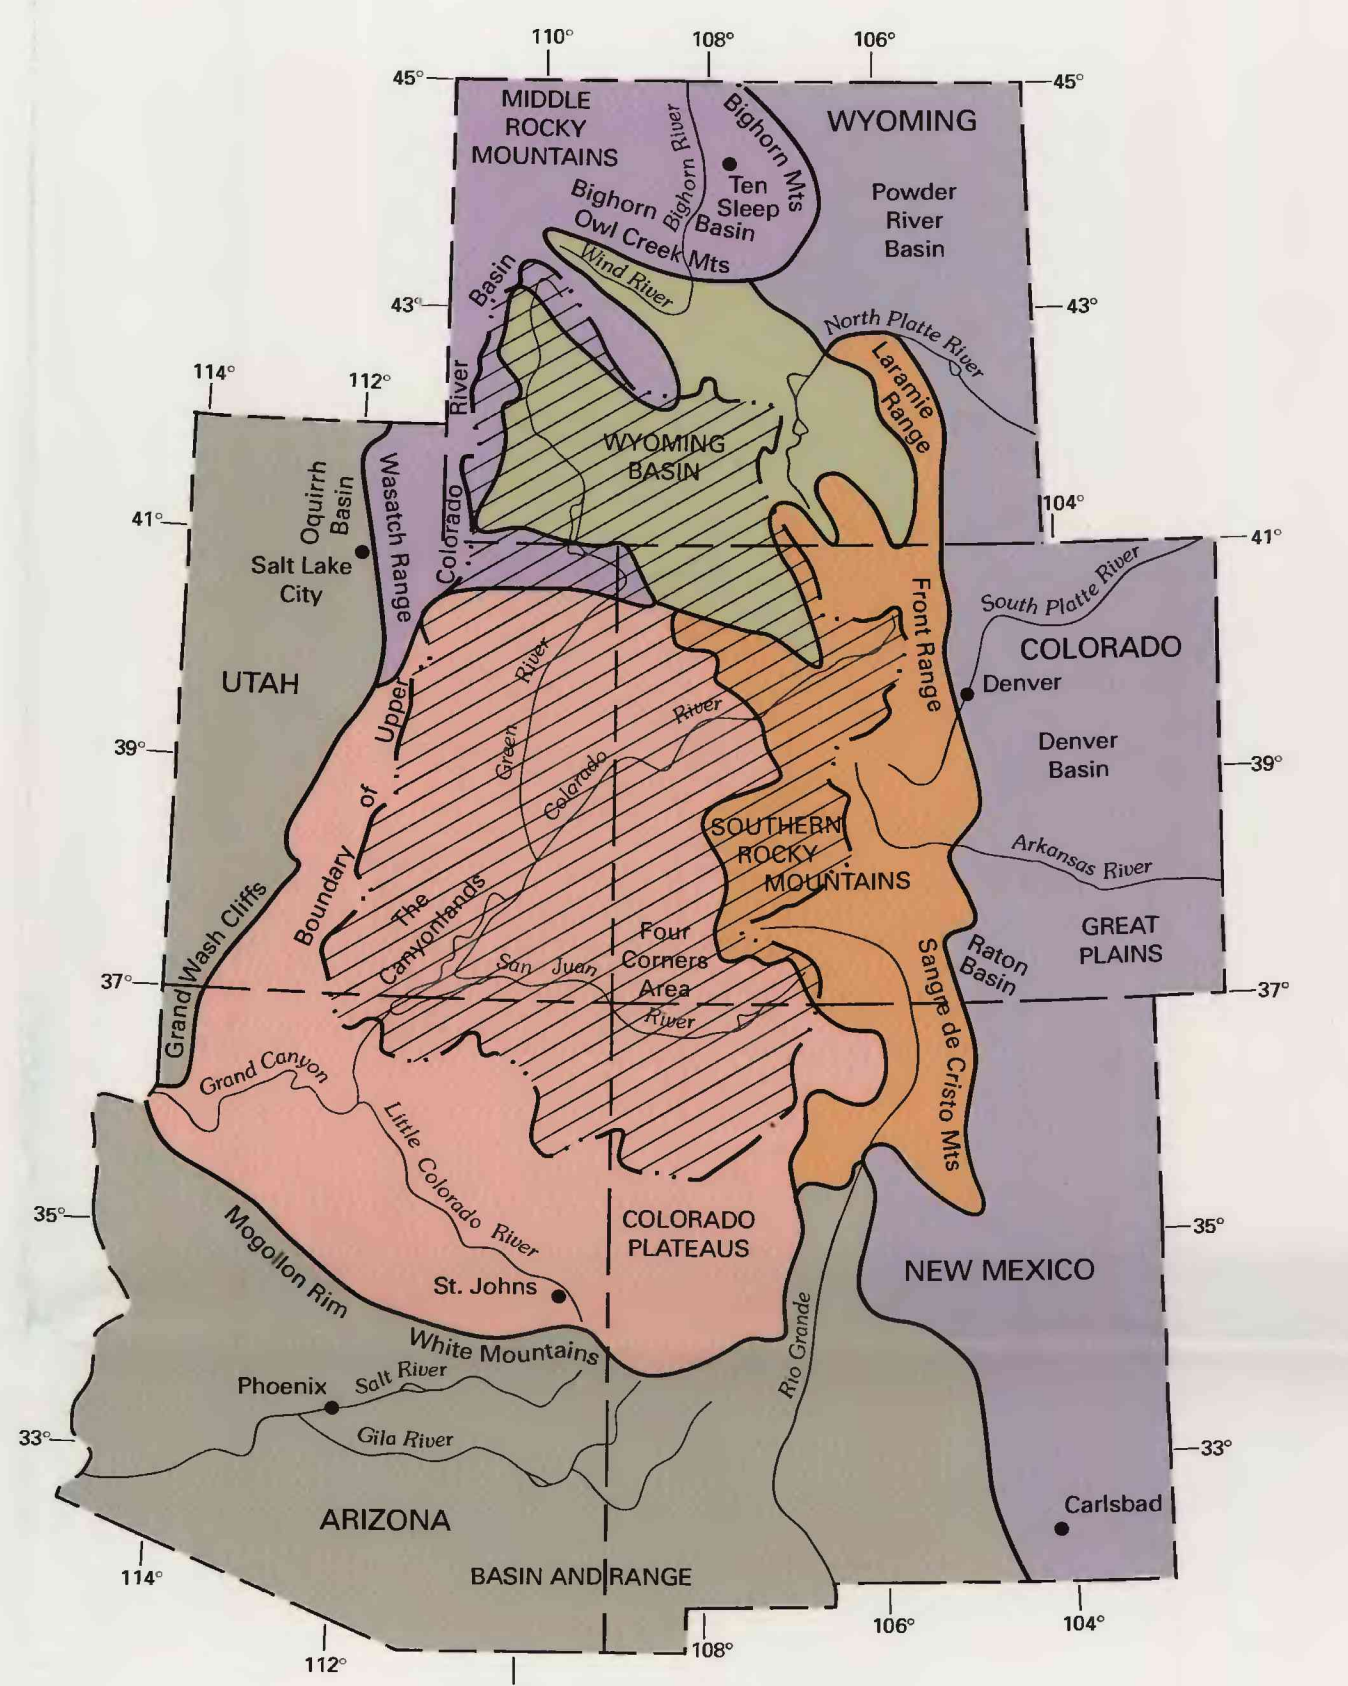 110°
108°
106°
45°
45°
MIDDLE
ROCKY
MOUNTAINS
Bighorn River
Bighorn Mts
WYOMING
Ten
Sleep
Bighorn
Basin
Powder
River
Basin
Owl Creek Mts
Wind River
43°
43°
North Platte River
Laramie
Range
114°
112°
WYOMING
BASIN
Oquirrh
Basin
Wasatch Range
41°
104°
41°
Salt Lake
City
Front Range
South Platte River
COLORADO
UTAH
Denver
Green River
Colorado River
39°
39°
Denver
Basin
Boundary of Upper Colorado River Basin
SOUTHERN
ROCKY
MOUNTAINS
Arkansas River
The
Canyonlands
Grand Wash Cliffs
Four
Corners
Area
GREAT
PLAINS
Raton
Basin
San Juan River
37°
37°
Sangre de Cristo Mts
Grand Canyon
Little Colorado River
35°
35°
Mogollon Rim
COLORADO
PLATEAUS
NEW MEXICO
St. Johns
White Mountains
Rio Grande
Phoenix
Salt River
33°
33°
Gila River
Carlsbad
ARIZONA
BASIN AND RANGE
114°
112°
108°
106°
104°